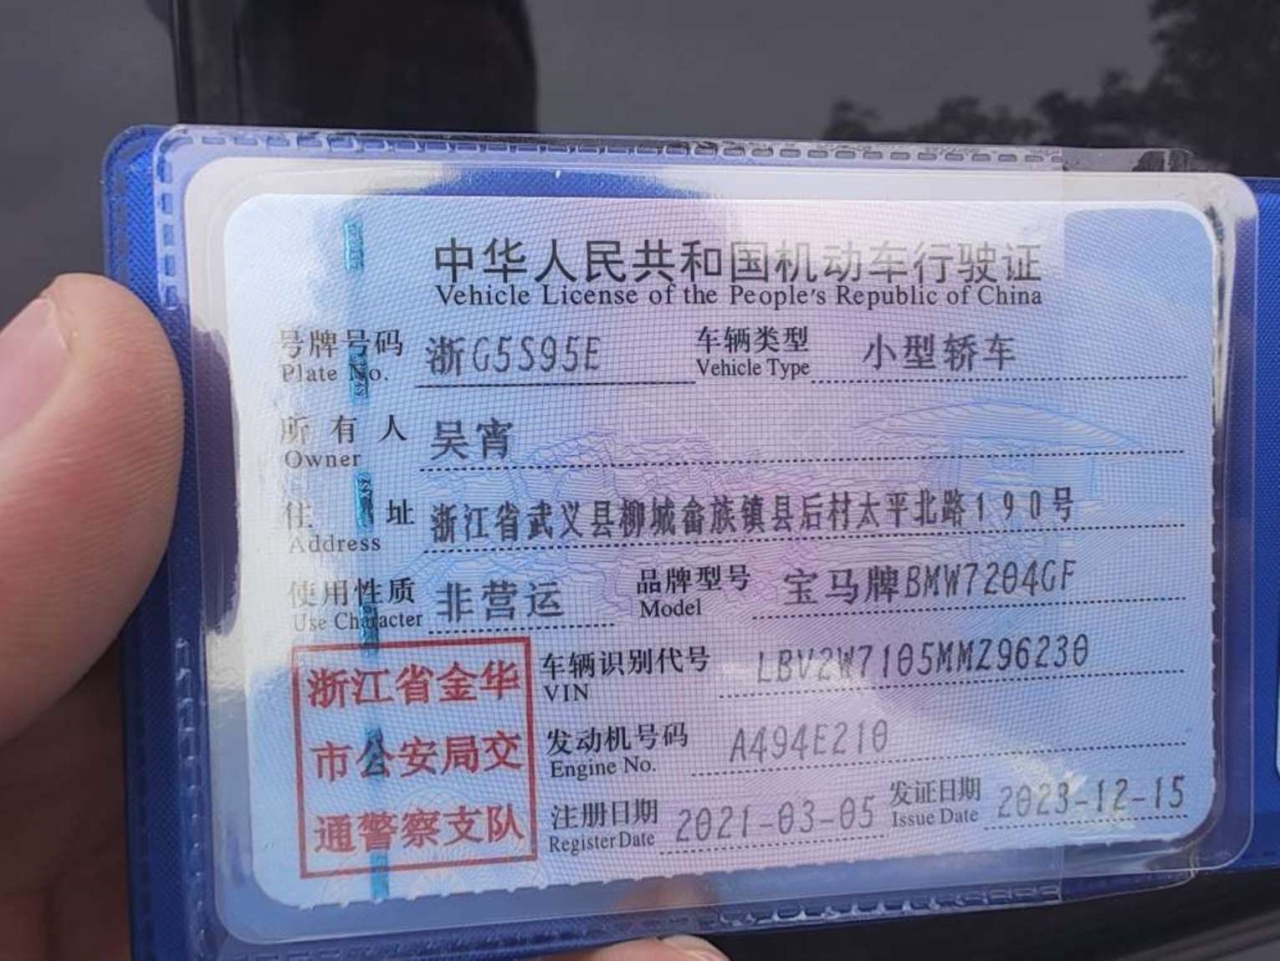 中华人民共和国机动车行驶证
Vehicle License of the People's Republic of China
号牌号码 浙G5S95E 车辆类型 小型轿车
Plate No. Vehicle Type
所有人 吴宵
Owner
住址 浙江省武义县柳城畲族镇县后村太平北路190号
Address
使用性质 非营运 品牌型号 宝马牌BMW7204GF
Use Character Model
浙江省金华
市公安局交
通警察支队
车辆识别代号 LBV2W7105MMZ96230
VIN
发动机号码 A494E210
Engine No.
注册日期 2021-03-05 发证日期 2023-12-15
Register Date Issue Date